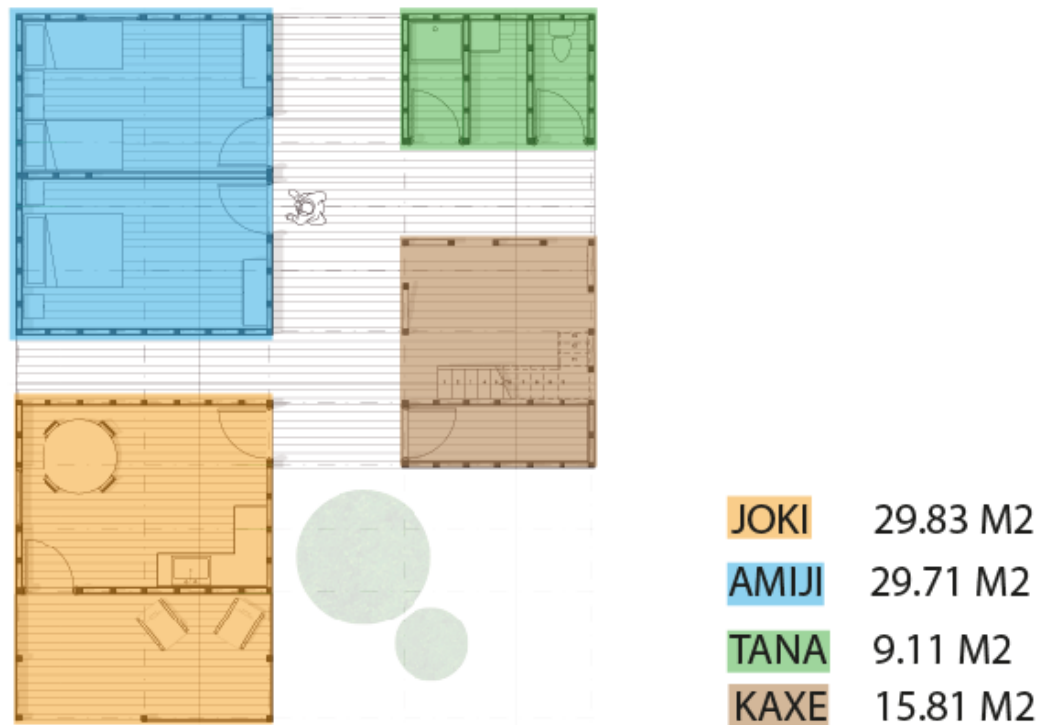 JOKI 29.83 M2
AMIJI 29.71 M2
TANA 9.11 M2
KAXE 15.81 M2